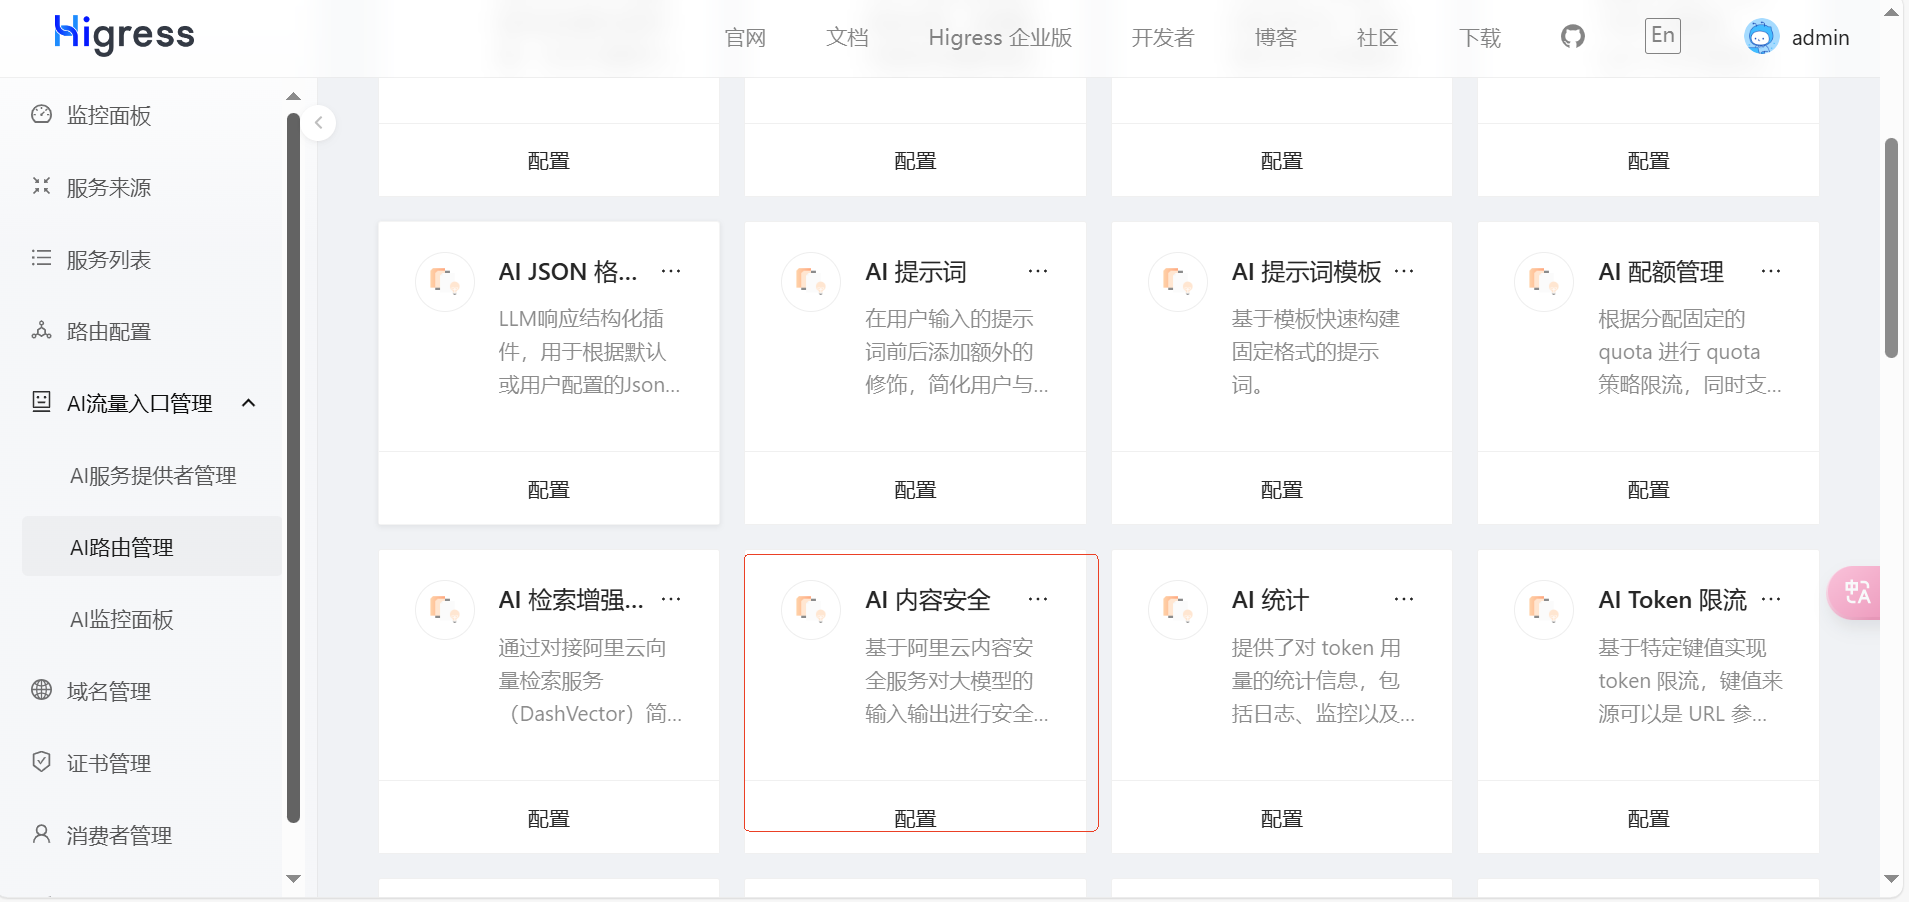 Higress
官网
文档
Higress 企业版
开发者
博客
社区
下载
En
admin
监控面板
服务来源
服务列表
路由配置
AI流量入口管理
AI服务提供者管理
AI路由管理
AI监控面板
域名管理
证书管理
消费者管理
配置
配置
配置
配置
AI JSON 格...
LLM响应结构化插
件，用于根据默认
或用户配置的Json...
配置
AI 提示词
在用户输入的提示
词前后添加额外的
修饰，简化用户与...
配置
AI 提示词模板
基于模板快速构建
固定格式的提示
词。
配置
AI 配额管理
根据分配固定的
quota 进行 quota
策略限流，同时支...
配置
AI 检索增强...
通过对接阿里云向
量检索服务
（DashVector）简...
配置
AI 内容安全
基于阿里云内容安
全服务对大模型的
输入输出进行安全...
配置
AI 统计
提供了对 token 用
量的统计信息，包
括日志、监控以及...
配置
AI Token 限流
基于特定键值实现
token 限流，键值来
源可以是 URL 参...
配置
中A